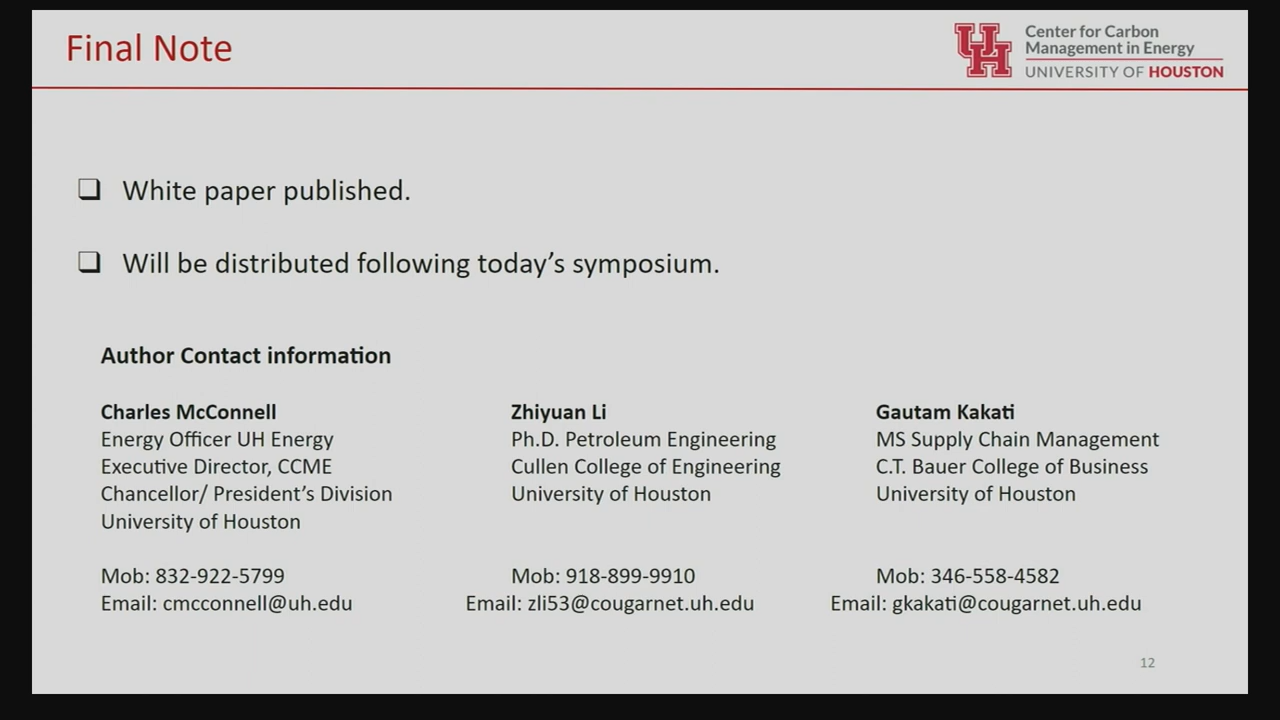 Final Note
Center for Carbon
Management in Energy
UNIVERSITY OF HOUSTON
White paper published.
Will be distributed following today's symposium.
Author Contact information
Charles McConnell
Energy Officer UH Energy
Executive Director, CCME
Chancellor/ President's Division
University of Houston
Mob: 832-922-5799
Email: cmcconnell@uh.edu
Zhiyuan Li
Ph.D. Petroleum Engineering
Cullen College of Engineering
University of Houston
Mob: 918-899-9910
Email: zli53@cougarnet.uh.edu
Gautam Kakati
MS Supply Chain Management
C.T. Bauer College of Business
University of Houston
Mob: 346-558-4582
Email: gkakati@cougarnet.uh.edu
12